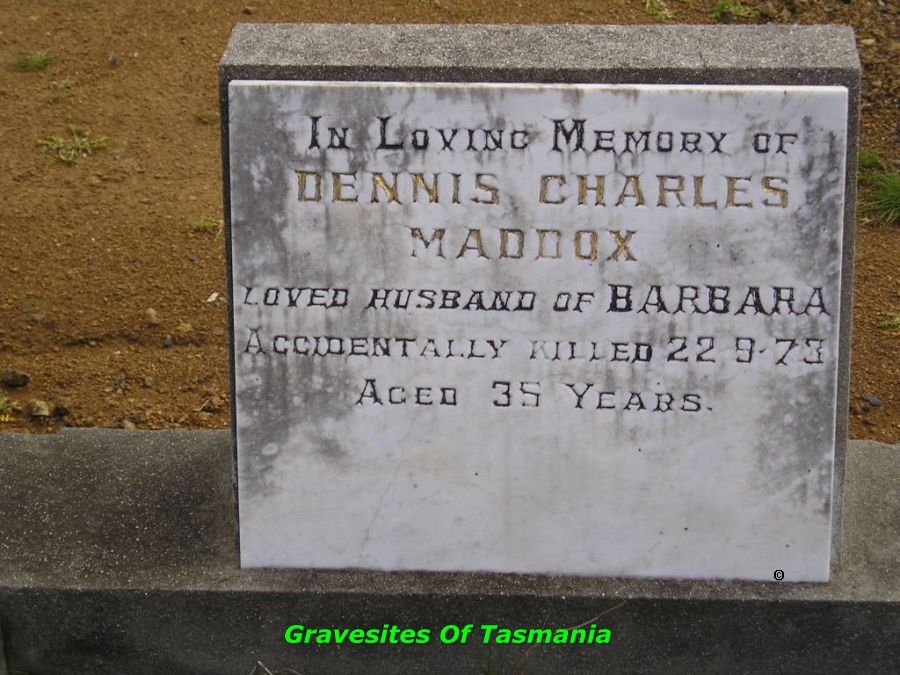 In Loving Memory of
DENNIS CHARLES
MADDOX
LOVED HUSBAND OF BARBARA
ACCIDENTALLY KILLED 22-9-73
AGED 35 YEARS.
©
Gravesites Of Tasmania